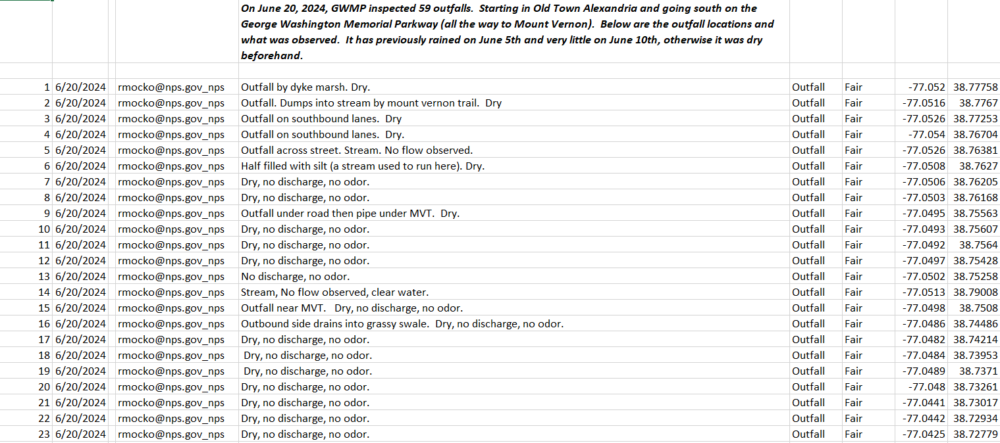 On June 20, 2024, GWMP inspected 59 outfalls.  Starting in Old Town Alexandria and going south on the
George Washington Memorial Parkway (all the way to Mount Vernon).  Below are the outfall locations and
what was observed.  It has previously rained on June 5th and very little on June 10th, otherwise it was dry
beforehand.
1 6/20/2024 rmocko@nps.gov_nps Outfall by dyke marsh. Dry. Outfall Fair -77.052 38.77758
2 6/20/2024 rmocko@nps.gov_nps Outfall. Dumps into stream by mount vernon trail.  Dry Outfall Fair -77.0516 38.7767
3 6/20/2024 rmocko@nps.gov_nps Outfall on southbound lanes.  Dry Outfall Fair -77.0526 38.77253
4 6/20/2024 rmocko@nps.gov_nps Outfall on southbound lanes.  Dry. Outfall Fair -77.054 38.76704
5 6/20/2024 rmocko@nps.gov_nps Outfall across street. Stream. No flow observed. Outfall Fair -77.0526 38.76381
6 6/20/2024 rmocko@nps.gov_nps Half filled with silt (a stream used to run here). Dry. Outfall Fair -77.0508 38.7627
7 6/20/2024 rmocko@nps.gov_nps Dry, no discharge, no odor. Outfall Fair -77.0506 38.76205
8 6/20/2024 rmocko@nps.gov_nps Dry, no discharge, no odor. Outfall Fair -77.0503 38.76168
9 6/20/2024 rmocko@nps.gov_nps Outfall under road then pipe under MVT.  Dry. Outfall Fair -77.0495 38.75563
10 6/20/2024 rmocko@nps.gov_nps Dry, no discharge, no odor. Outfall Fair -77.0493 38.75607
11 6/20/2024 rmocko@nps.gov_nps Dry, no discharge, no odor. Outfall Fair -77.0492 38.7564
12 6/20/2024 rmocko@nps.gov_nps Dry, no discharge, no odor. Outfall Fair -77.0497 38.75428
13 6/20/2024 rmocko@nps.gov_nps No discharge, no odor. Outfall Fair -77.0502 38.75258
14 6/20/2024 rmocko@nps.gov_nps Stream, No flow observed, clear water. Outfall Fair -77.0513 38.79008
15 6/20/2024 rmocko@nps.gov_nps Outfall near MVT.   Dry, no discharge, no odor. Outfall Fair -77.0498 38.7508
16 6/20/2024 rmocko@nps.gov_nps Outbound side drains into grassy swale.  Dry, no discharge, no odor. Outfall Fair -77.0486 38.74486
17 6/20/2024 rmocko@nps.gov_nps Dry, no discharge, no odor. Outfall Fair -77.0482 38.74214
18 6/20/2024 rmocko@nps.gov_nps Dry, no discharge, no odor. Outfall Fair -77.0484 38.73953
19 6/20/2024 rmocko@nps.gov_nps Dry, no discharge, no odor. Outfall Fair -77.0489 38.7371
20 6/20/2024 rmocko@nps.gov_nps Dry, no discharge, no odor. Outfall Fair -77.048 38.73261
21 6/20/2024 rmocko@nps.gov_nps Dry, no discharge, no odor. Outfall Fair -77.0441 38.73017
22 6/20/2024 rmocko@nps.gov_nps Dry, no discharge, no odor. Outfall Fair -77.0442 38.72934
23 6/20/2024 rmocko@nps.gov_nps Dry, no discharge, no odor. Outfall Fair -77.0425 38.72779